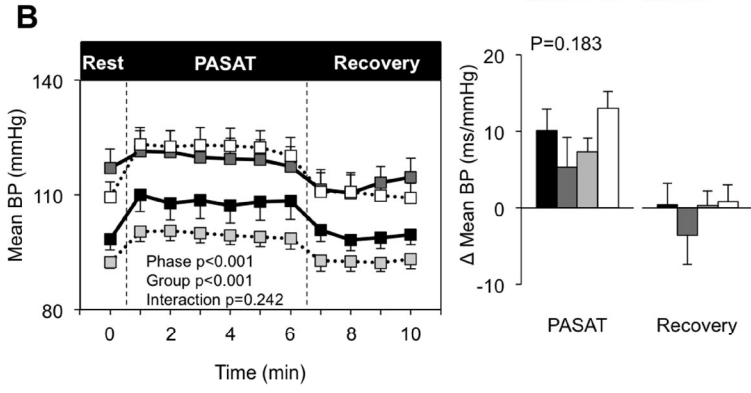 B
Rest PASAT Recovery
Mean BP (mmHg)
140
110
80
Phase p<0.001
Group p<0.001
Interaction p=0.242
0 2 4 6 8 10
Time (min)
Δ Mean BP (ms/mmHg)
20
10
0
-10
P=0.183
PASAT Recovery